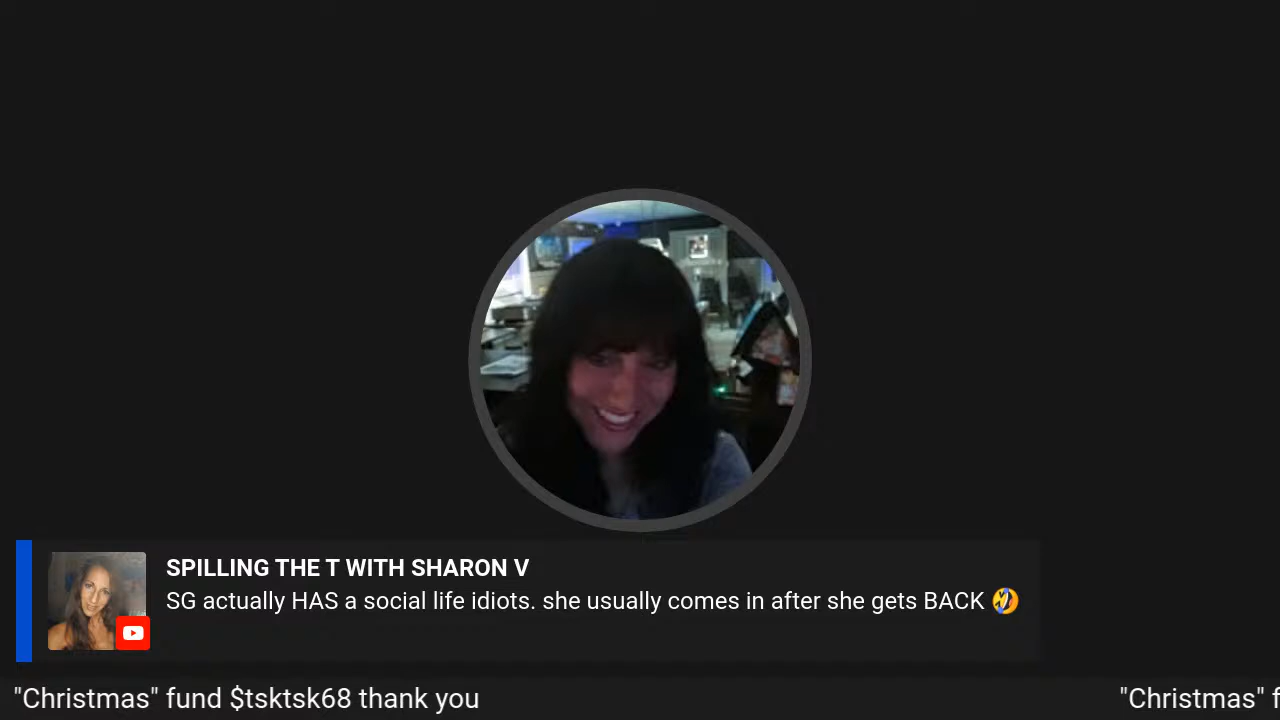 SPILLING THE T WITH SHARON V
SG actually HAS a social life idiots. she usually comes in after she gets BACK 🤣
"Christmas" fund $tsktsk68 thank you
"Christmas" f